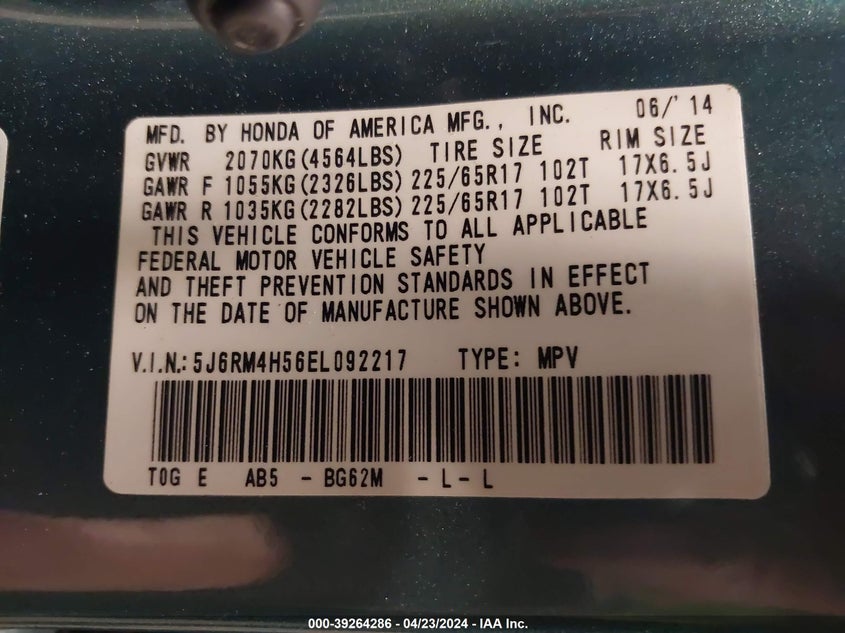 MFD. BY HONDA OF AMERICA MFG., INC. 06/'14
GVWR 2070KG(4564LBS) TIRE SIZE RIM SIZE
GAWR F 1055KG(2326LBS) 225/65R17 102T 17X6.5J
GAWR R 1035KG(2282LBS) 225/65R17 102T 17X6.5J
THIS VEHICLE CONFORMS TO ALL APPLICABLE
FEDERAL MOTOR VEHICLE SAFETY
AND THEFT PREVENTION STANDARDS IN EFFECT
ON THE DATE OF MANUFACTURE SHOWN ABOVE.
V.I.N.: 5J6RM4H56EL092217 TYPE: MPV
T0G E AB5 - BG62M - L - L
000-39264286 - 04/23/2024 - IAA Inc.